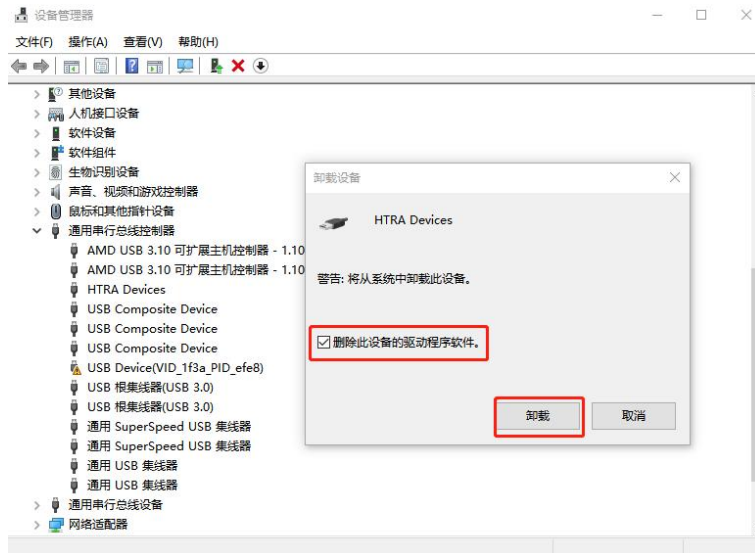 设备管理器
文件(F) 操作(A) 查看(V) 帮助(H)
其他设备
人机接口设备
软件设备
软件组件
生物识别设备
声音、视频和游戏控制器
鼠标和其他指针设备
通用串行总线控制器
AMD USB 3.10 可扩展主机控制器 - 1.10
AMD USB 3.10 可扩展主机控制器 - 1.10
HTRA Devices
USB Composite Device
USB Composite Device
USB Composite Device
USB Device(VID_1f3a_PID_efe8)
USB 根集线器(USB 3.0)
USB 根集线器(USB 3.0)
通用 SuperSpeed USB 集线器
通用 SuperSpeed USB 集线器
通用 USB 集线器
通用 USB 集线器
通用串行总线设备
网络适配器
卸载设备
HTRA Devices
警告: 将从系统中卸载此设备。
删除此设备的驱动程序软件。
卸载 取消